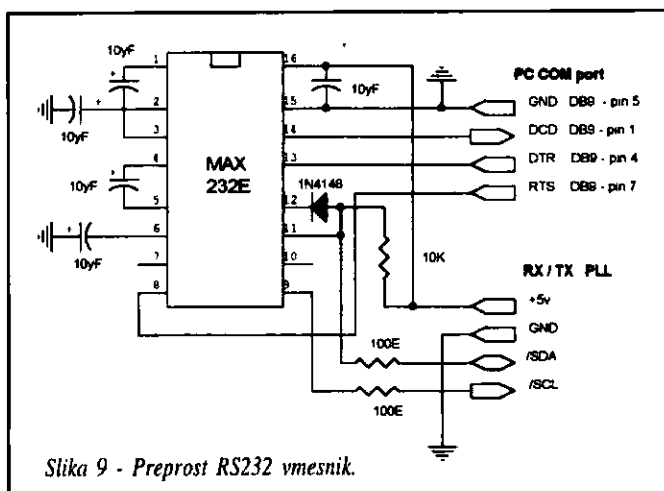 10yF
10yF
10yF
10yF
10yF
1
2
3
4
5
6
7
8
16
15
14
13
12
11
10
9
MAX
232E
1N4148
10K
100E
100E
PC COM port
GND DB9 - pin 5
DCD DB9 - pin 1
DTR DB9 - pin 4
RTS DB9 - pin 7
RX / TX PLL
+5v
GND
/SDA
/SCL
Slika 9 - Preprost RS232 vmesnik.